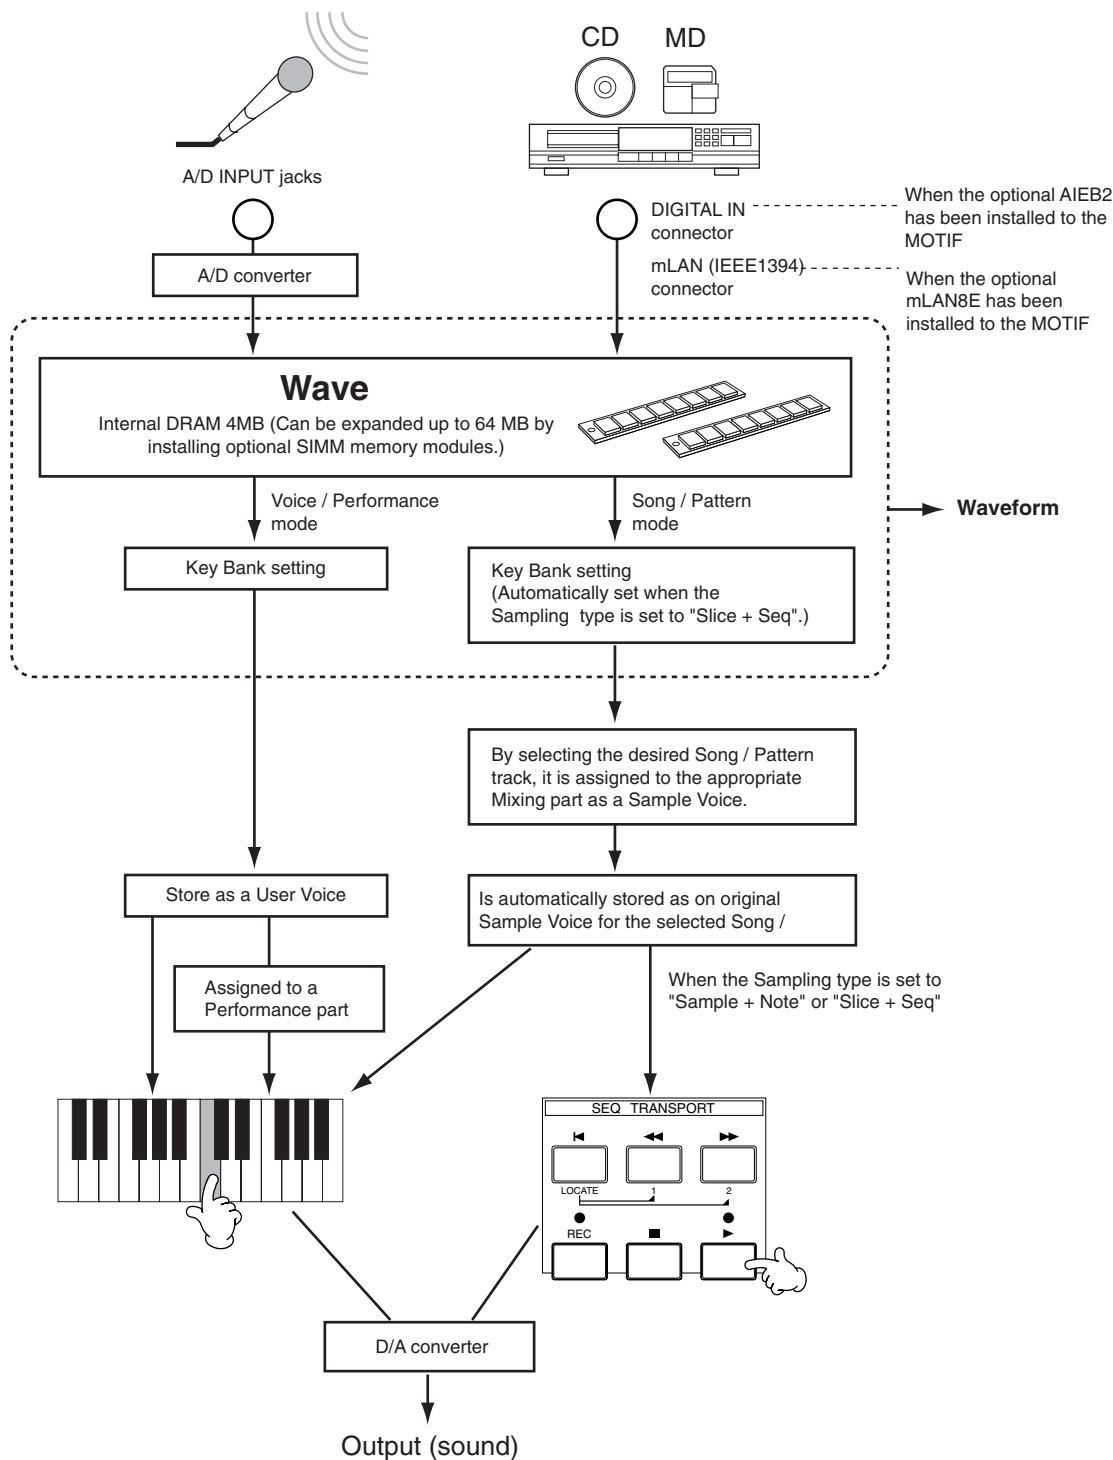 CD MD
A/D INPUT jacks
DIGITAL IN
connector
When the optional AIEB2
has been installed to the
MOTIF
A/D converter
mLAN (IEEE1394)
connector
When the optional
mLAN8E has been
installed to the MOTIF
Wave
Internal DRAM 4MB (Can be expanded up to 64 MB by
installing optional SIMM memory modules.)
Voice / Performance
mode
Song / Pattern
mode
Waveform
Key Bank setting
Key Bank setting
(Automatically set when the
Sampling type is set to "Slice + Seq".)
By selecting the desired Song / Pattern
track, it is assigned to the appropriate
Mixing part as a Sample Voice.
Store as a User Voice
Is automatically stored as on original
Sample Voice for the selected Song /
Assigned to a
Performance part
When the Sampling type is set to
"Sample + Note" or "Slice + Seq"
SEQ TRANSPORT
LOCATE 1 2
REC
D/A converter
Output (sound)